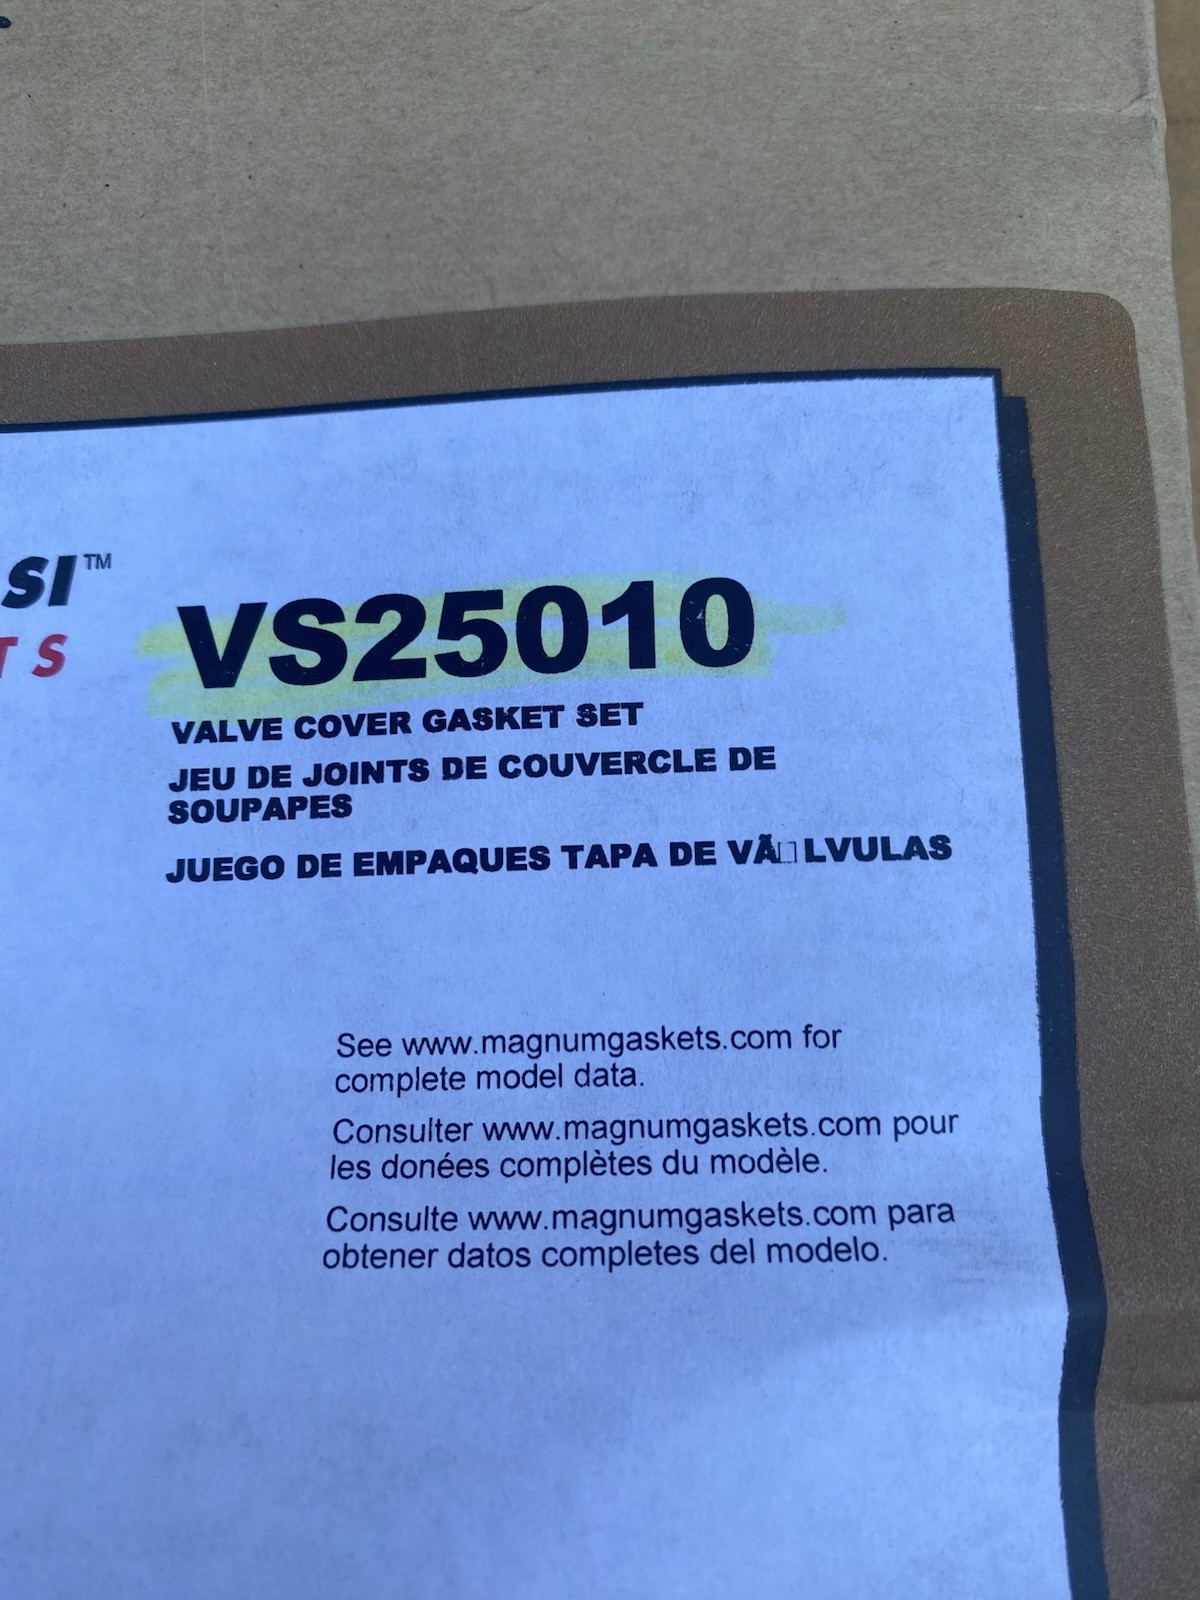 SI™
TS
VS25010
VALVE COVER GASKET SET
JEU DE JOINTS DE COUVERCLE DE
SOUPAPES
JUEGO DE EMPAQUES TAPA DE VÃ□LVULAS
See www.magnumgaskets.com for
complete model data.
Consulter www.magnumgaskets.com pour
les donées complètes du modèle.
Consulte www.magnumgaskets.com para
obtener datos completes del modelo.